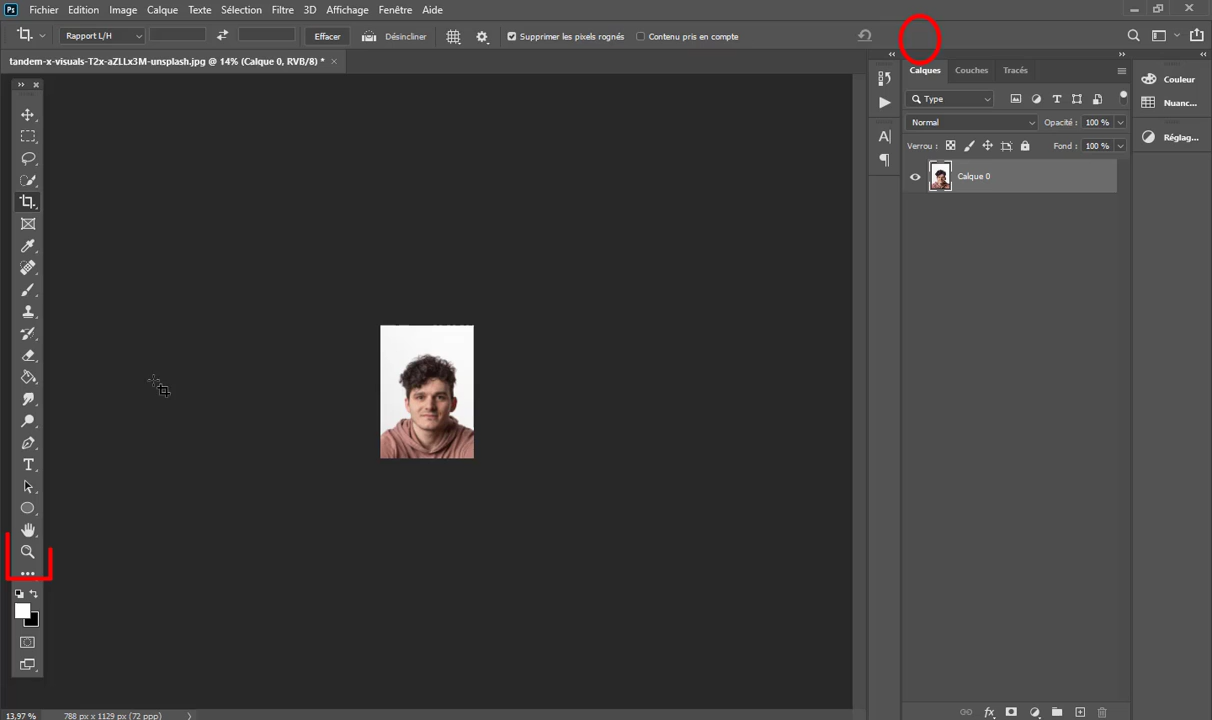 Ps Fichier Edition Image Calque Texte Sélection Filtre 3D Affichage Fenêtre Aide
Rapport L/H Effacer Désincliner Supprimer les pixels rognés Contenu pris en compte
tandem-x-visuals-T2x-aZLLx3M-unsplash.jpg @ 14% (Calque 0, RVB/8) *
Calques Couches Tracés
Couleur
Type
Nuanc...
Normal Opacité : 100 %
Réglag...
Verrou : Fond : 100 %
Calque 0
13,97 % 788 px x 1129 px (72 ppp)